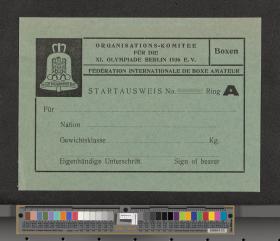 ORGANISATIONS-KOMITEE
FÜR DIE
XI. OLYMPIADE BERLIN 1936 E. V.
Boxen
FÉDÉRATION INTERNATIONALE DE BOXE AMATEUR
STARTAUSWEIS No. Ring A
Für
Nation
Gewichtsklasse Kg.
Eigenhändige Unterschrift Sign of bearer